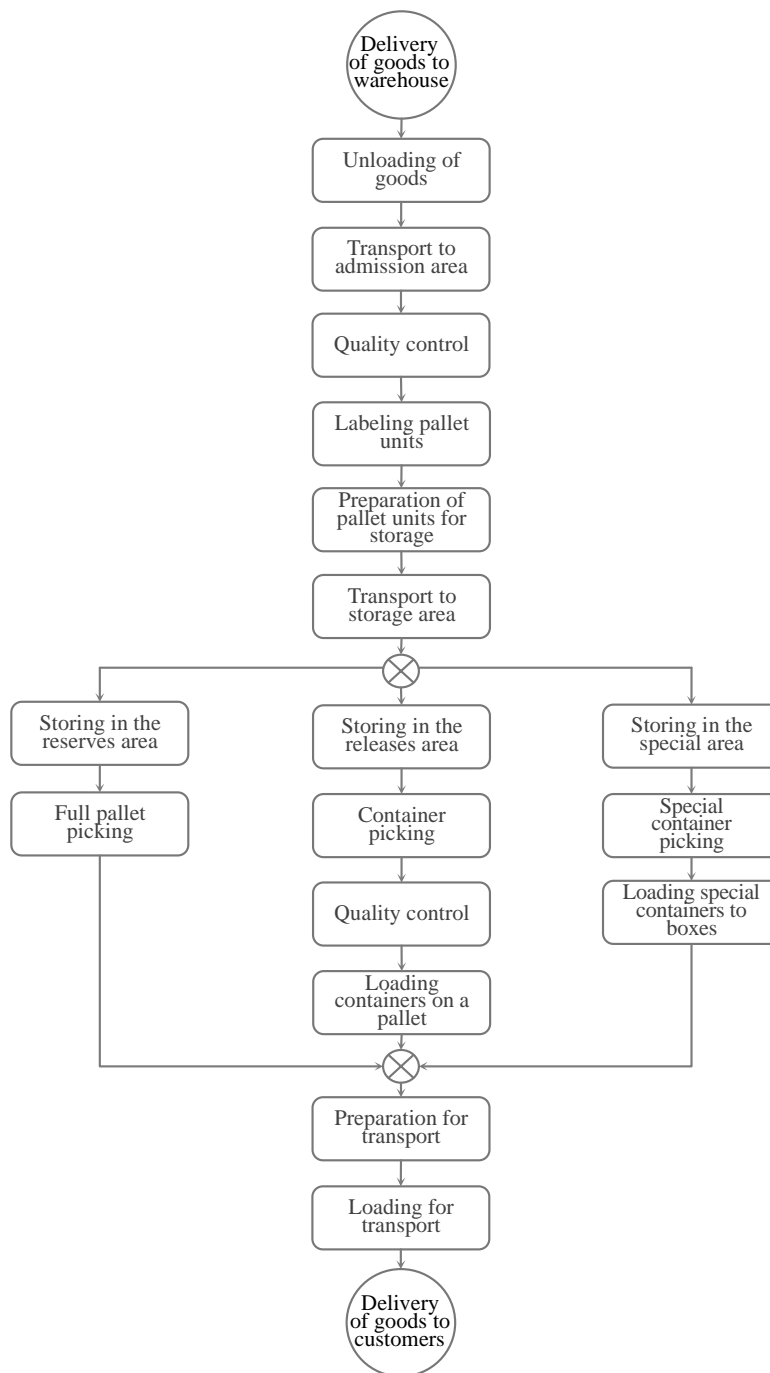 Delivery
of goods to
warehouse
Unloading of
goods
Transport to
admission area
Quality control
Labeling pallet
units
Preparation of
pallet units for
storage
Transport to
storage area
Storing in the
reserves area
Full pallet
picking
Storing in the
releases area
Container
picking
Quality control
Loading
containers on a
pallet
Storing in the
special area
Special
container
picking
Loading special
containers to
boxes
Preparation for
transport
Loading for
transport
Delivery
of goods to
customers